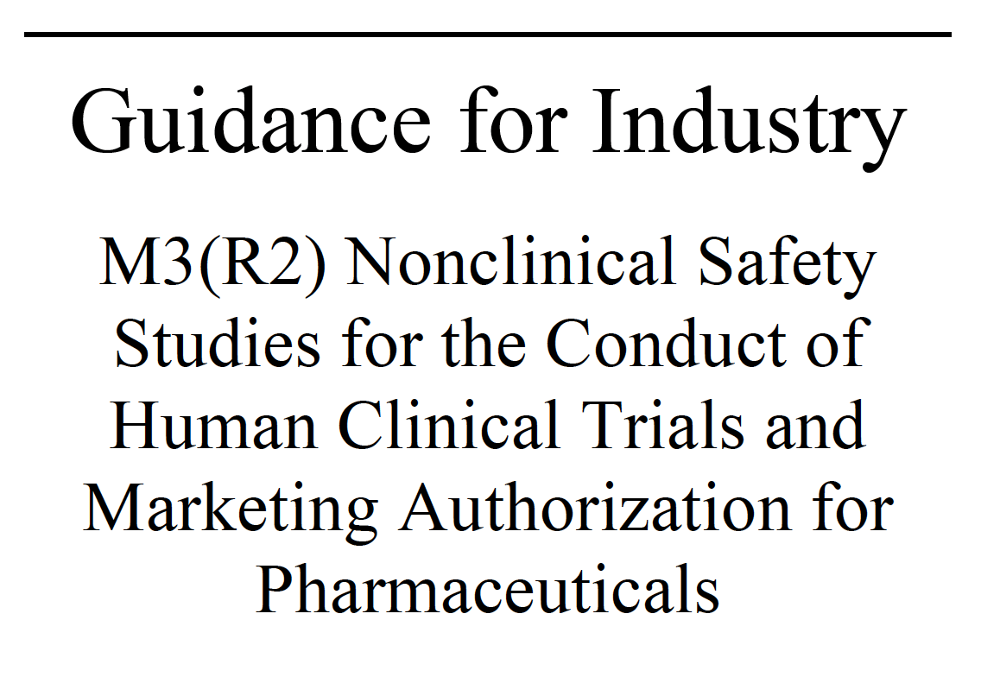 Guidance for Industry
M3(R2) Nonclinical Safety
Studies for the Conduct of
Human Clinical Trials and
Marketing Authorization for
Pharmaceuticals